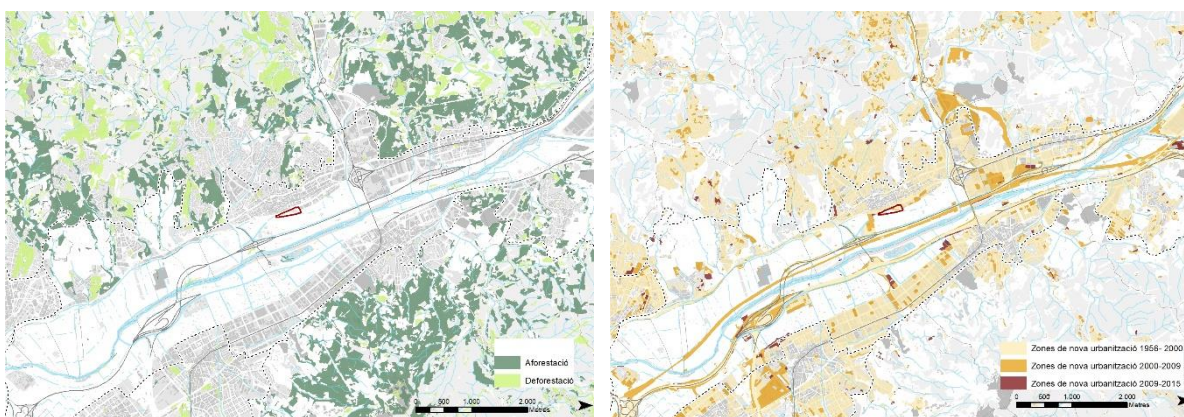 Aforestació
Deforestació
0 500 1.000 2.000
Metres
Zones de nova urbanització 1956- 2000
Zones de nova urbanització 2000-2009
Zones de nova urbanització 2009-2015
0 500 1.000 2.000
Metres